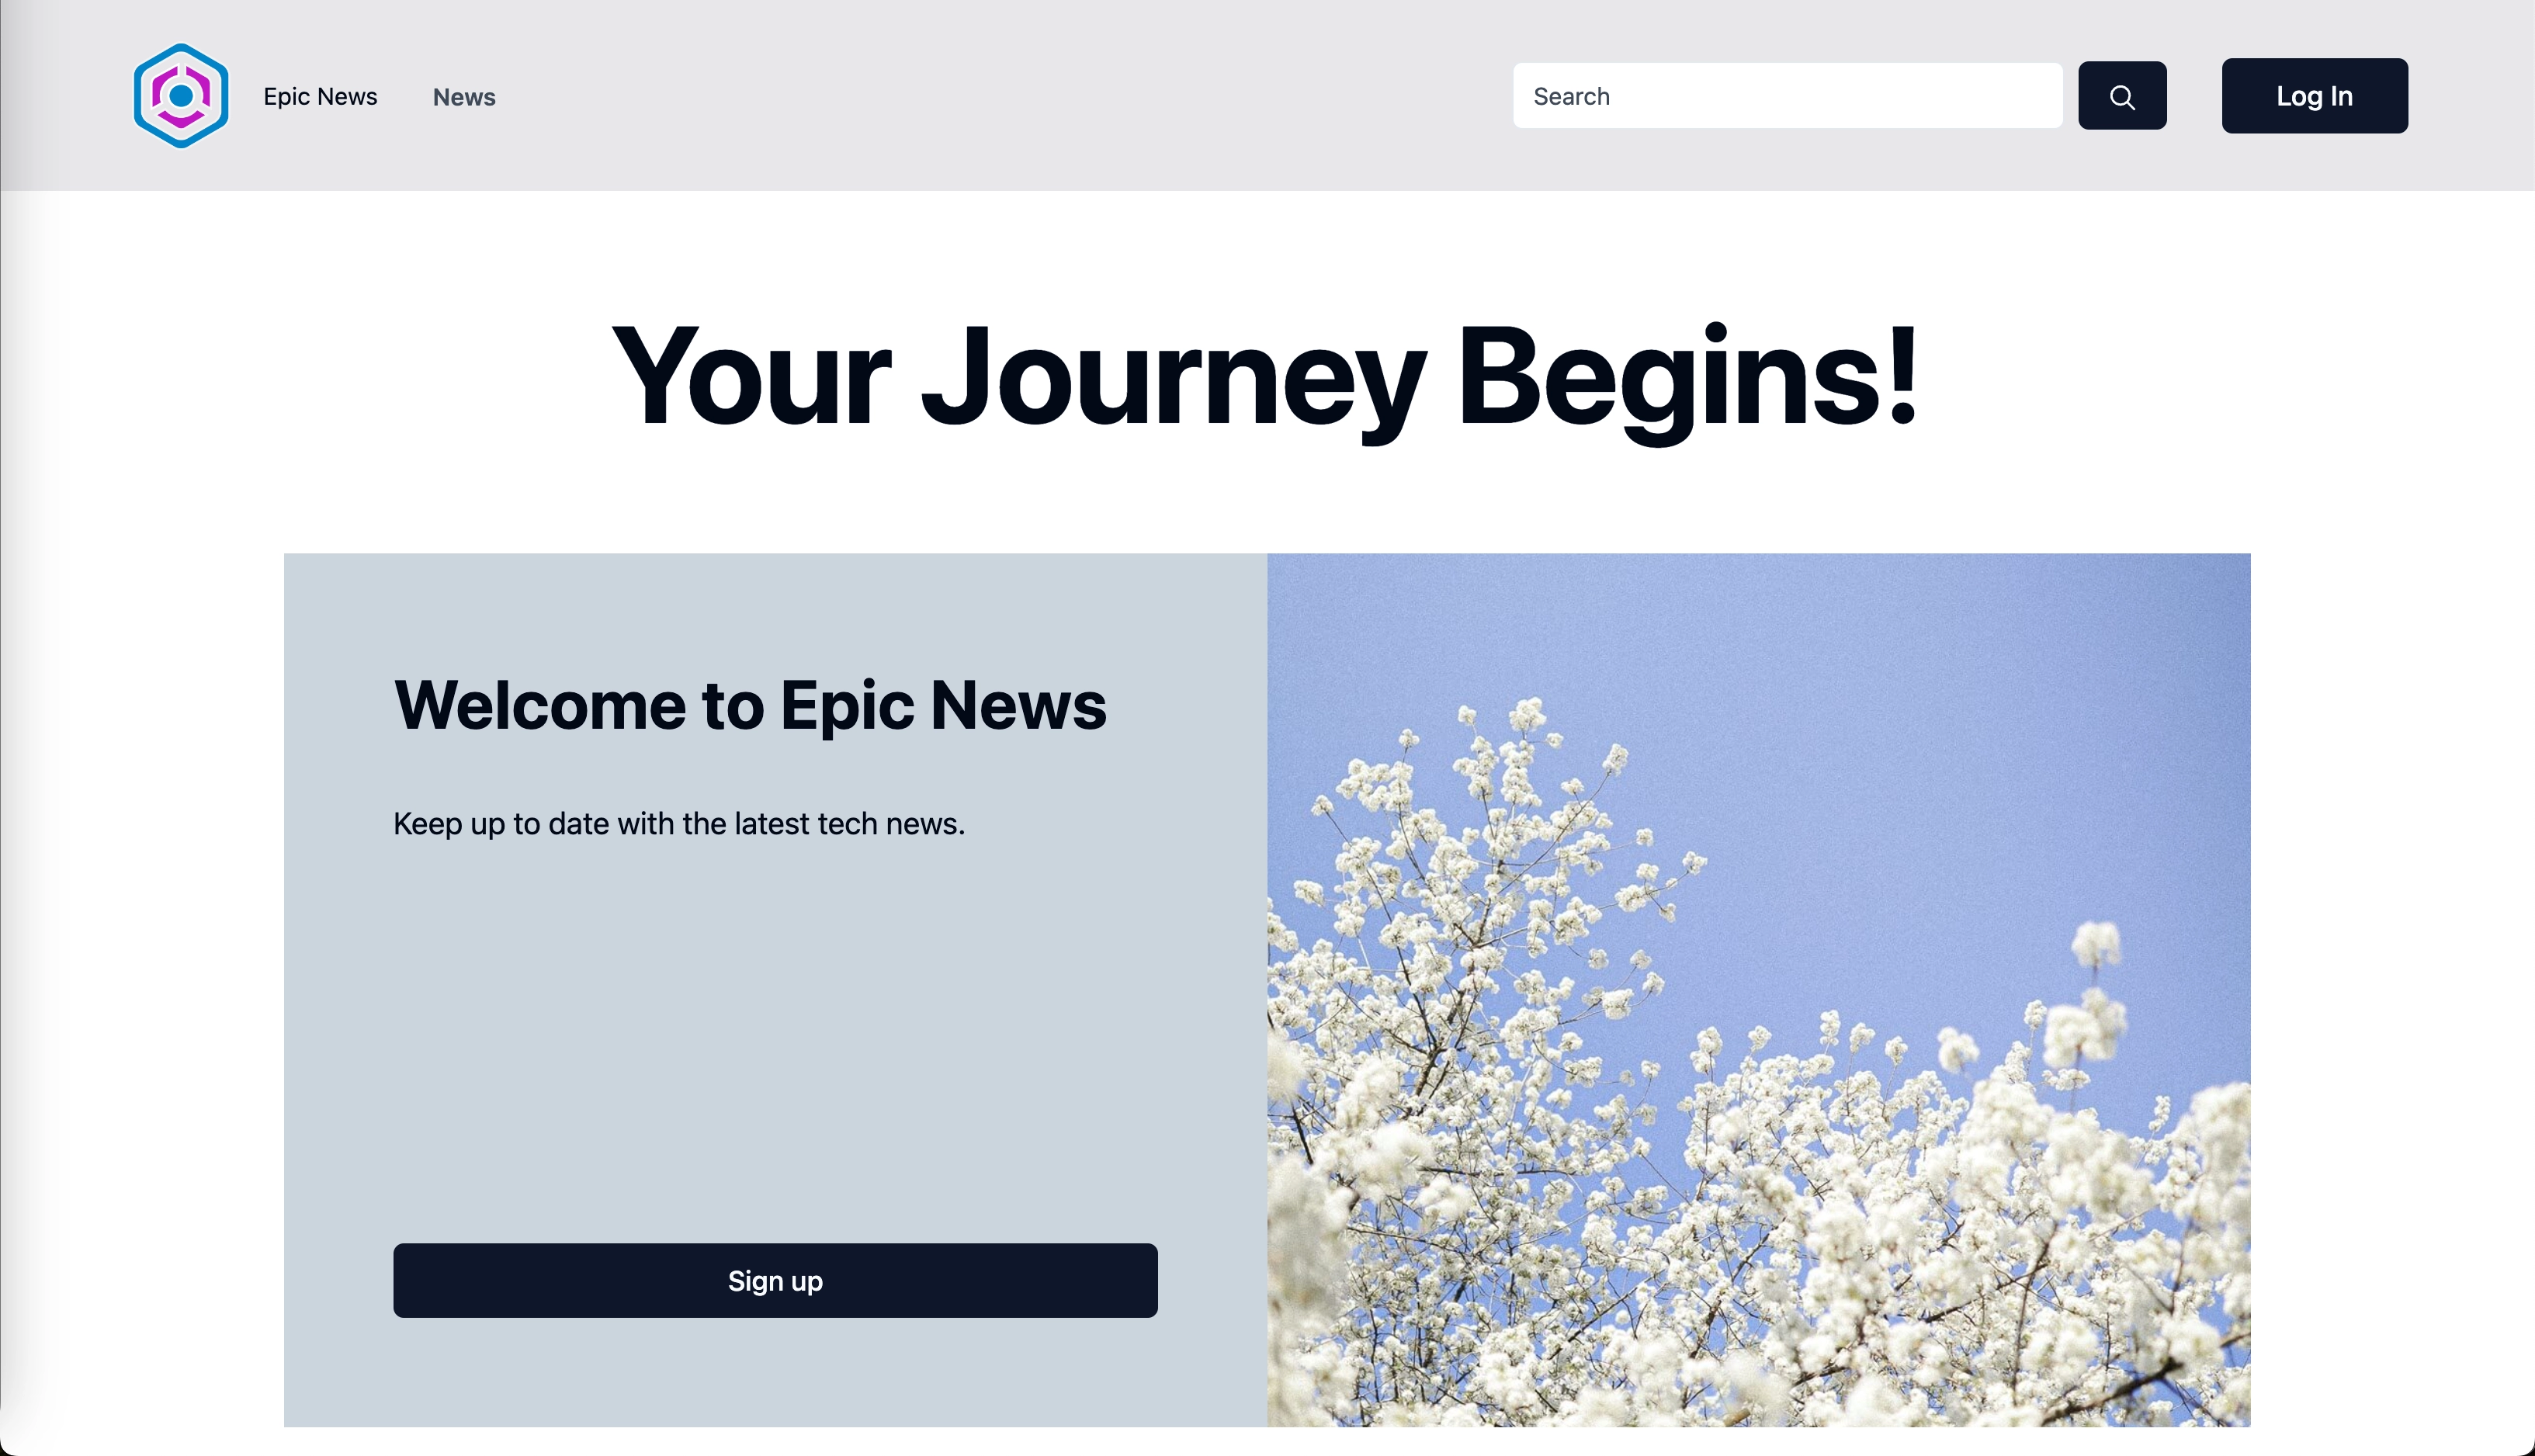 Epic News
News
Search
Log In
Your Journey Begins!
Welcome to Epic News
Keep up to date with the latest tech news.
Sign up